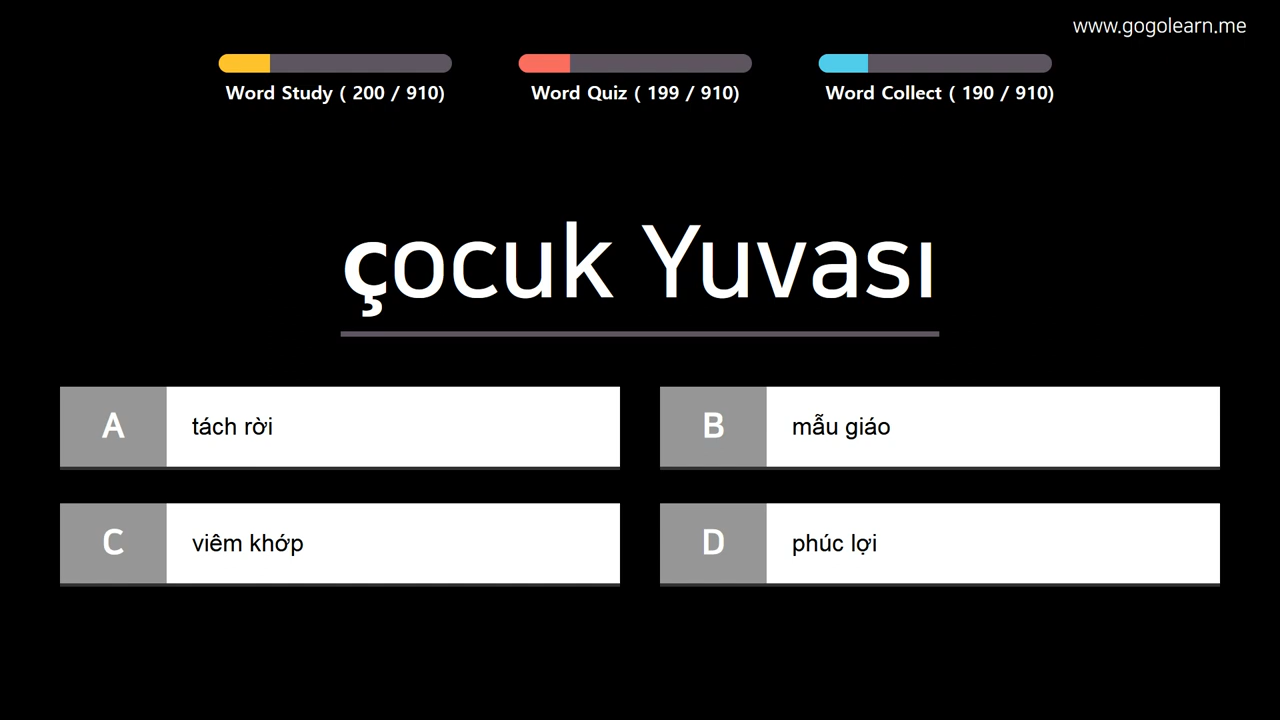 www.gogolearn.me
Word Study ( 200 / 910)
Word Quiz ( 199 / 910)
Word Collect ( 190 / 910)
çocuk Yuvası
A tách rời
B mẫu giáo
C viêm khớp
D phúc lợi